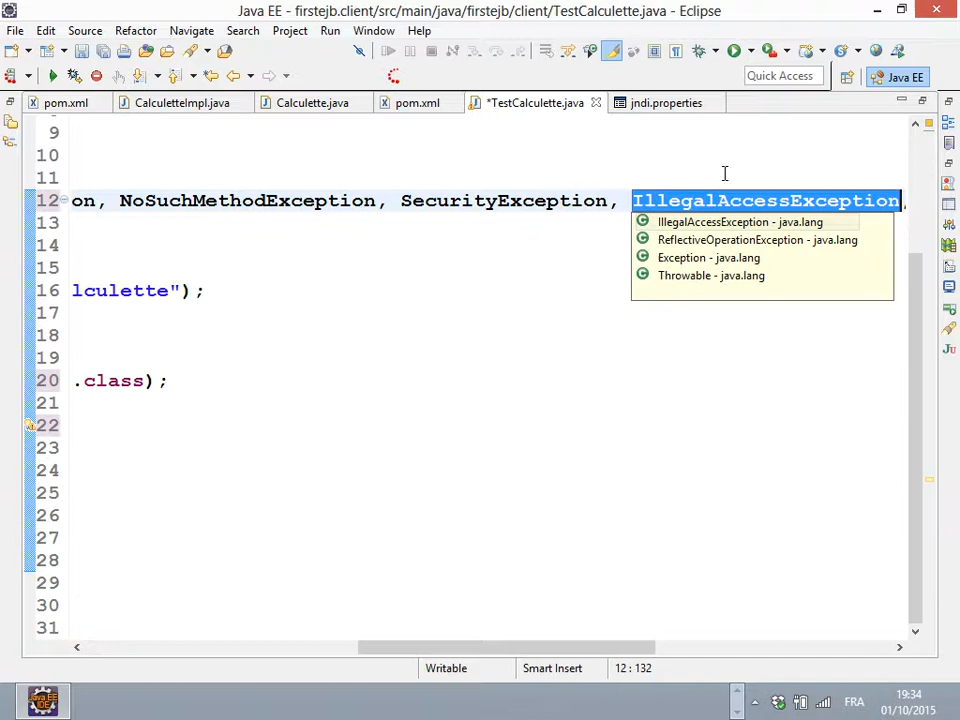 Java EE - firstejb.client/src/main/java/firstejb/client/TestCalculette.java - Eclipse
File Edit Source Refactor Navigate Search Project Run Window Help
Quick Access
Java EE
pom.xml CalculetteImpl.java Calculette.java pom.xml *TestCalculette.java jndi.properties
9
10
11
12 on, NoSuchMethodException, SecurityException, IllegalAccessException,
IllegalAccessException - java.lang
ReflectiveOperationException - java.lang
Exception - java.lang
Throwable - java.lang
13
14
15
16 lculette");
17
18
19
20 .class);
21
22
23
24
25
26
27
28
29
30
31
Writable Smart Insert 12 : 132
Java EE
IDE
FRA
19:34
01/10/2015